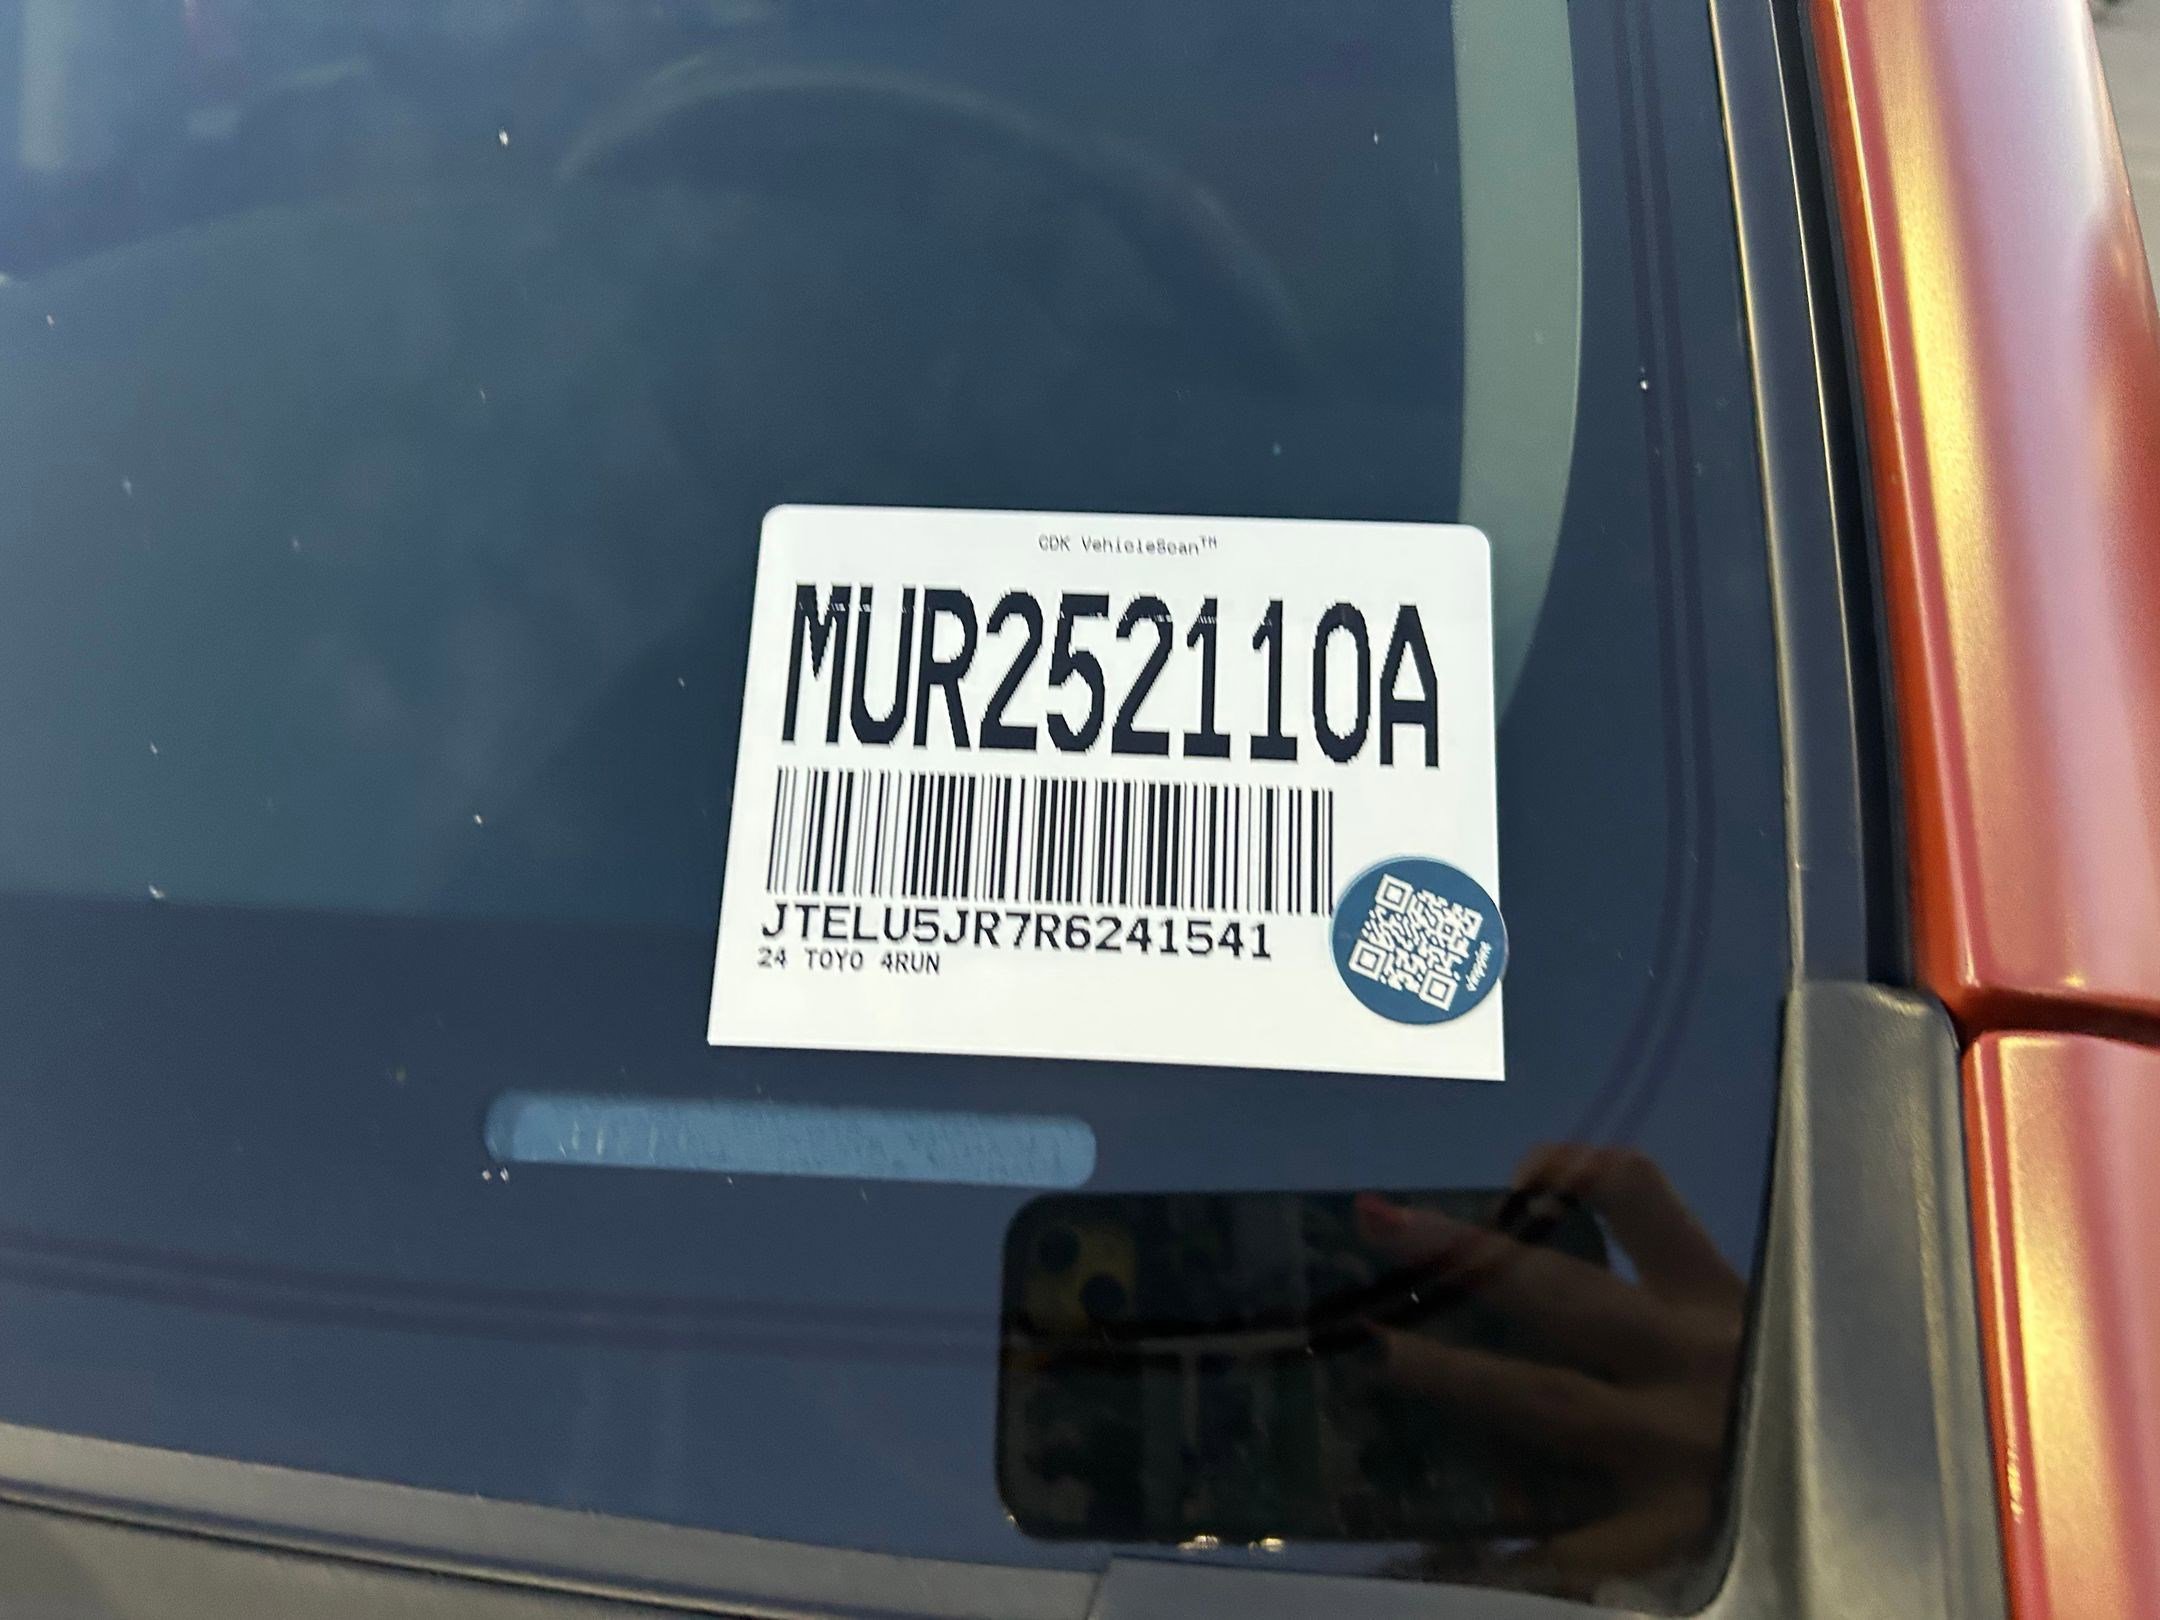 CDK VehicleScan™
MUR252110A
JTELU5JR7R6241541
24 TOYO 4RUN